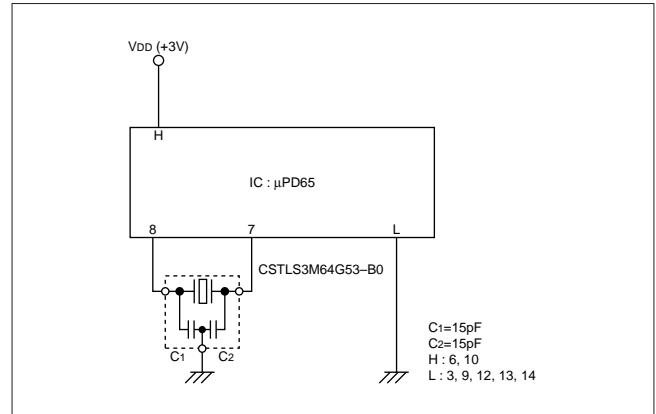 VDD (+3V)
H
IC : μPD65
8 7 L
CSTLS3M64G53–B0
C1 C2
C1=15pF
C2=15pF
H : 6, 10
L : 3, 9, 12, 13, 14